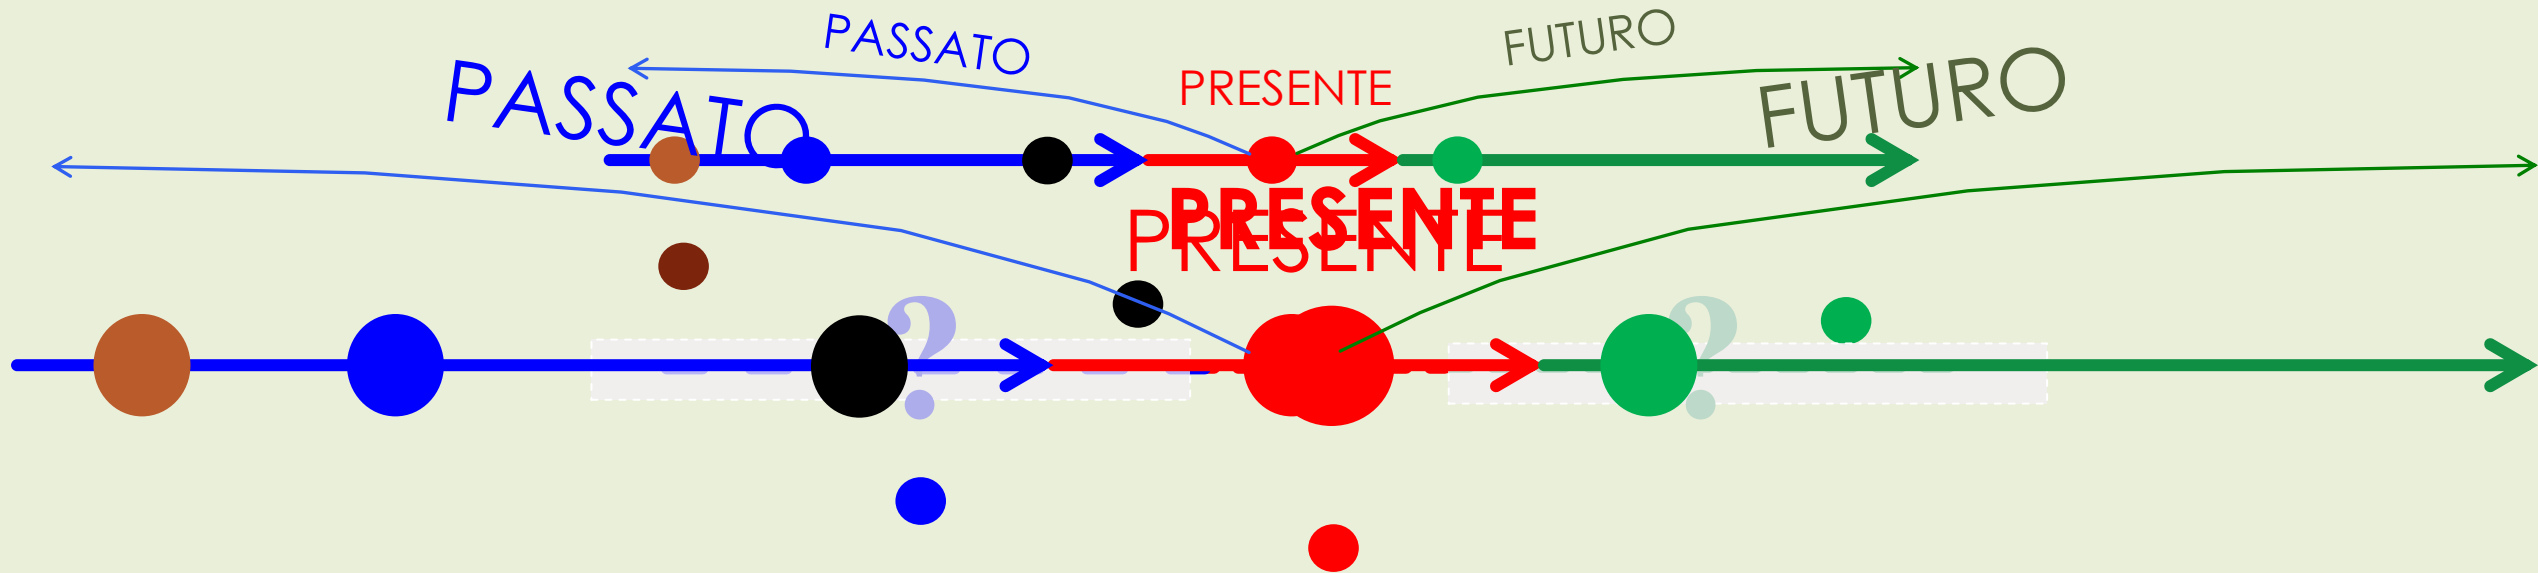 PASSATO
FUTURO
PRESENTE
PASSATO
FUTURO
PRESENTE
PRESENTE
?
?